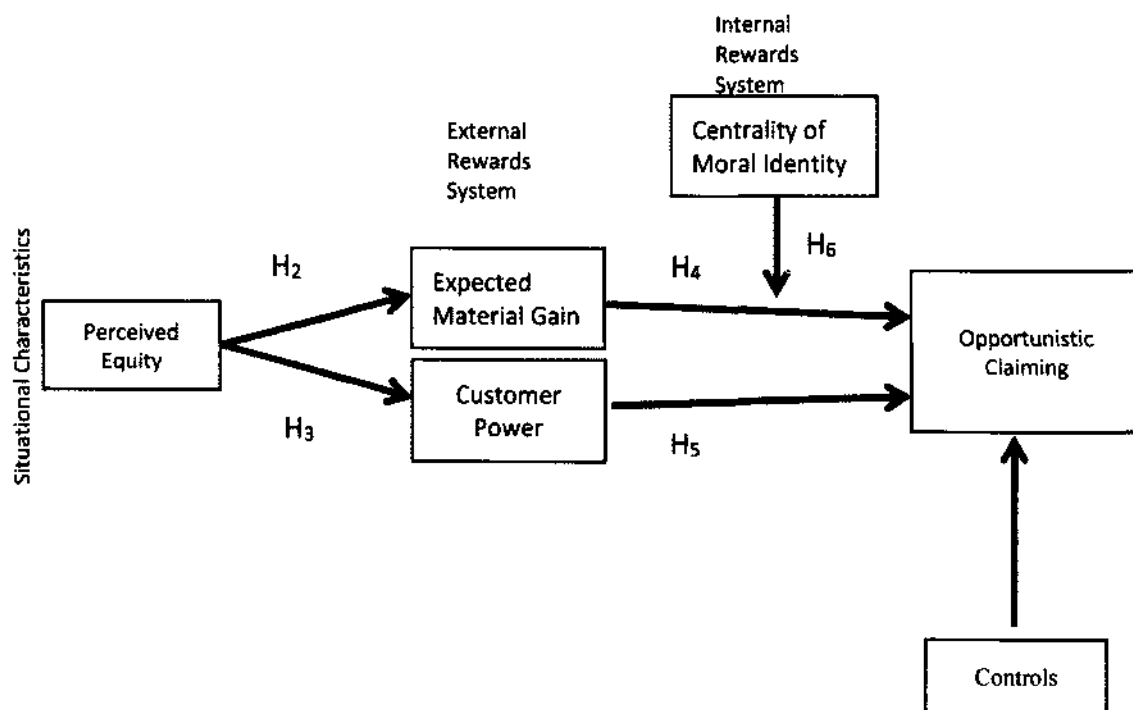 Internal
Rewards
System
Centrality of
Moral Identity
External
Rewards
System
H₆
H₂
H₄
Expected
Material Gain
Situational Characteristics
Perceived
Equity
Opportunistic
Claiming
Customer
Power
H₃
H₅
Controls